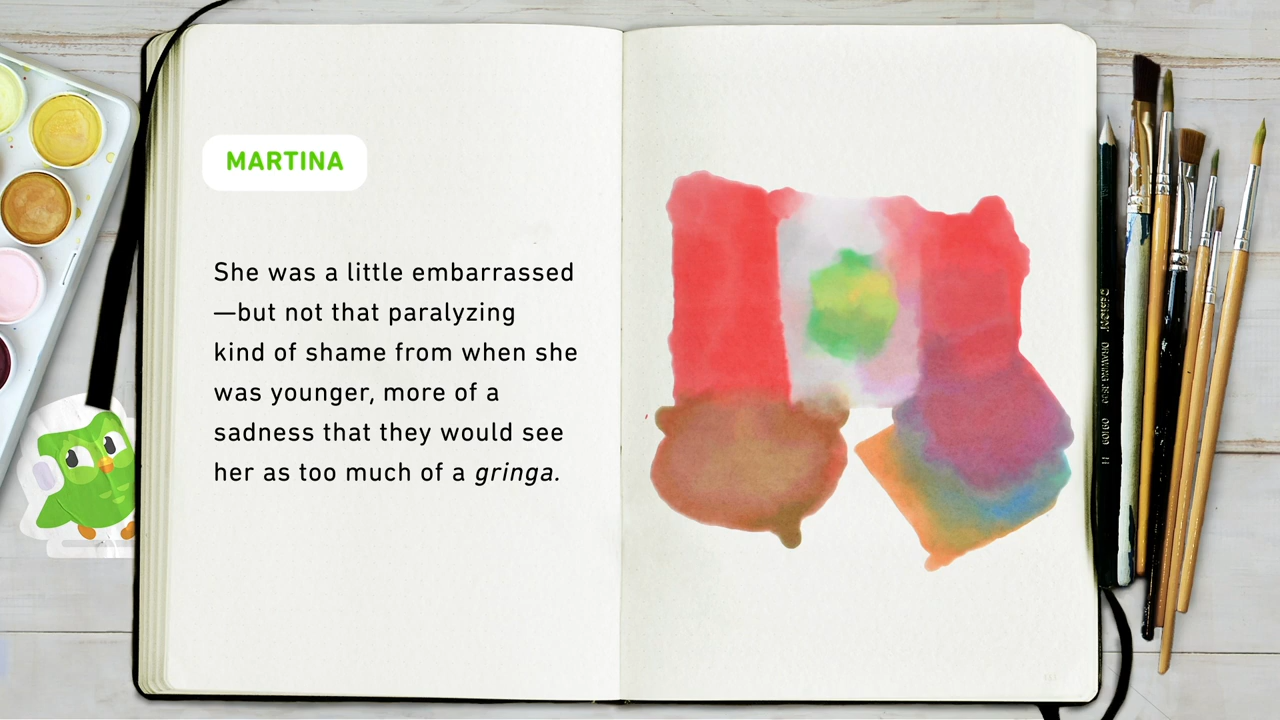 MARTINA
She was a little embarrassed
—but not that paralyzing
kind of shame from when she
was younger, more of a
sadness that they would see
her as too much of a gringa.